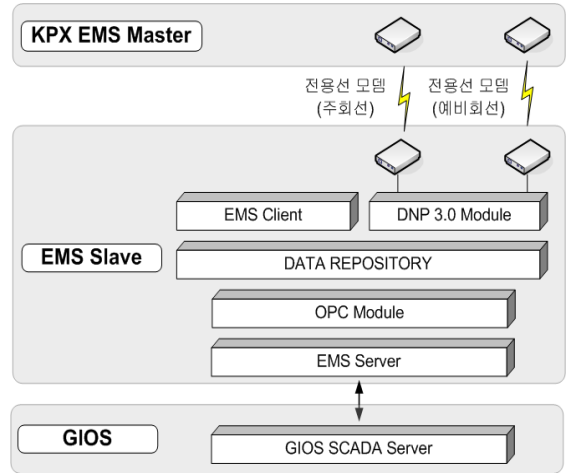 KPX EMS Master
전용선 모뎀
(주회선)
전용선 모뎀
(예비회선)
EMS Client
DNP 3.0 Module
EMS Slave
DATA REPOSITORY
OPC Module
EMS Server
GIOS
GIOS SCADA Server